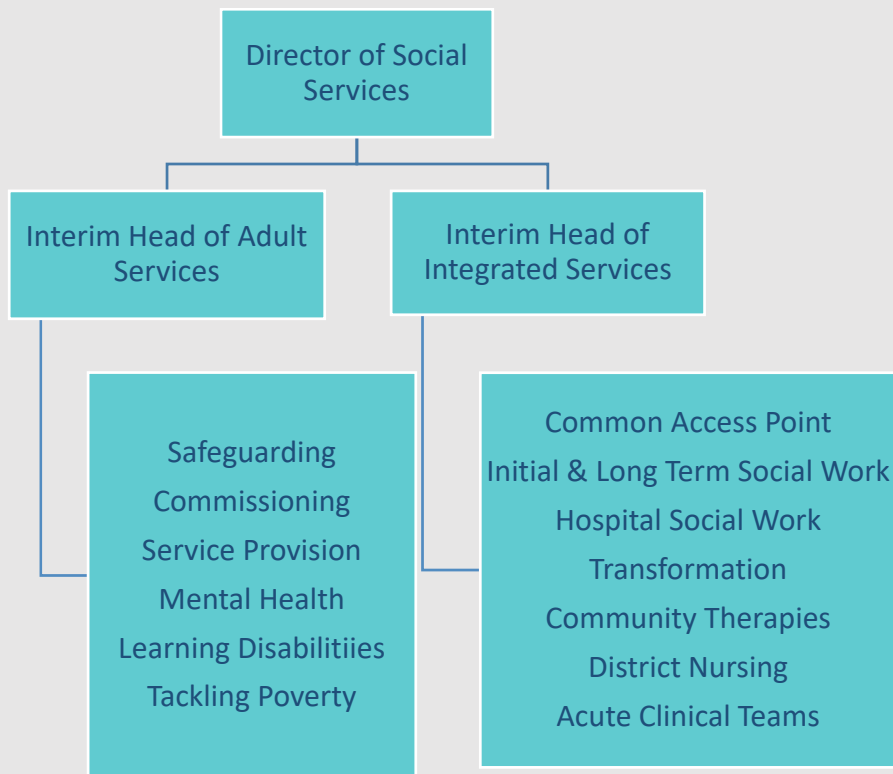 Director of Social
Services
Interim Head of Adult
Services
Interim Head of
Integrated Services
Safeguarding
Commissioning
Service Provision
Mental Health
Learning Disabilitiies
Tackling Poverty
Common Access Point
Initial & Long Term Social Work
Hospital Social Work
Transformation
Community Therapies
District Nursing
Acute Clinical Teams